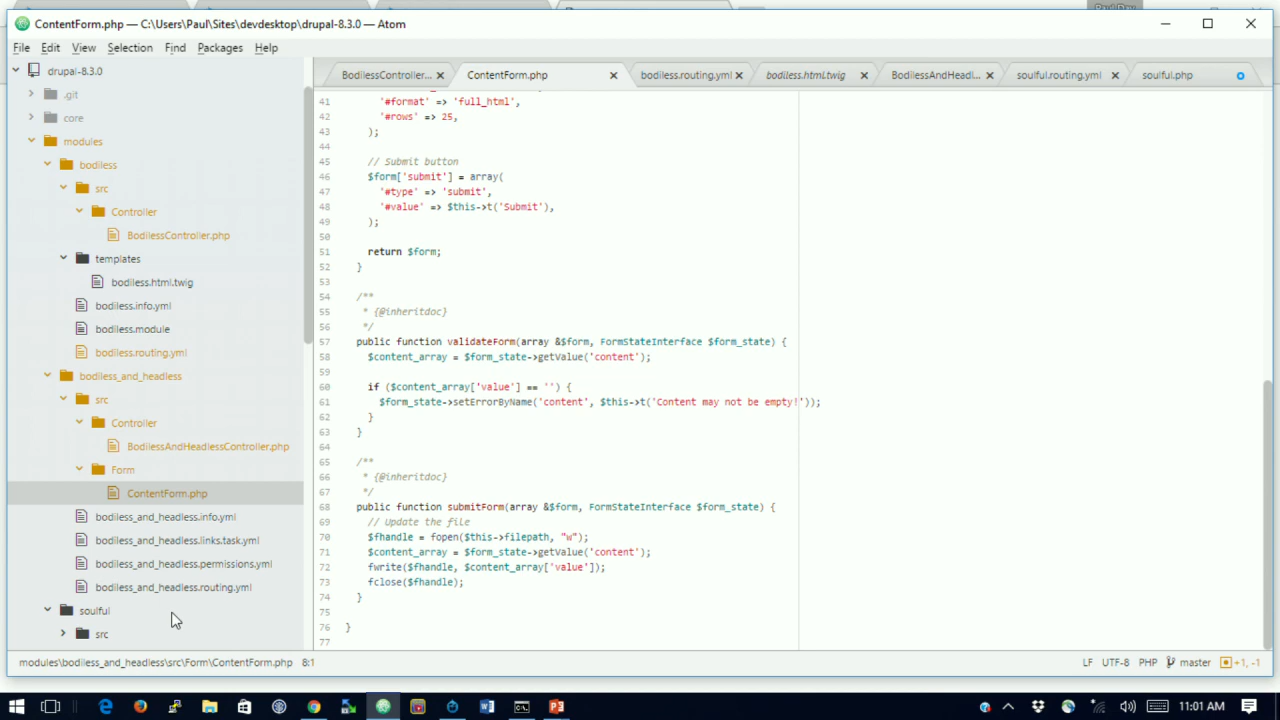 ContentForm.php — C:\Users\Paul\Sites\devdesktop\drupal-8.3.0 — Atom
File Edit View Selection Find Packages Help
drupal-8.3.0
.git
core
modules
bodiless
src
Controller
BodilessController.php
templates
bodiless.html.twig
bodiless.info.yml
bodiless.module
bodiless.routing.yml
bodiless_and_headless
src
Controller
BodilessAndHeadlessController.php
Form
ContentForm.php
bodiless_and_headless.info.yml
bodiless_and_headless.links.task.yml
bodiless_and_headless.permissions.yml
bodiless_and_headless.routing.yml
soulful
src
BodilessController... ContentForm.php bodiless.routing.yml bodiless.html.twig BodilessAndHeadl... soulful.routing.yml soulful.php
41 '#format' => 'full_html',
42 '#rows' => 25,
43 );
44
45 // Submit button
46 $form['submit'] = array(
47 '#type' => 'submit',
48 '#value' => $this->t('Submit'),
49 );
50
51 return $form;
52 }
53
54 /**
55 * {@inheritdoc}
56 */
57 public function validateForm(array &$form, FormStateInterface $form_state) {
58 $content_array = $form_state->getValue('content');
59
60 if ($content_array['value'] == '') {
61 $form_state->setErrorByName('content', $this->t('Content may not be empty!'));
62 }
63 }
64
65 /**
66 * {@inheritdoc}
67 */
68 public function submitForm(array &$form, FormStateInterface $form_state) {
69 // Update the file
70 $fhandle = fopen($this->filepath, "w");
71 $content_array = $form_state->getValue('content');
72 fwrite($fhandle, $content_array['value']);
73 fclose($fhandle);
74 }
75
76 }
77
modules\bodiless_and_headless\src\Form\ContentForm.php 8:1 LF UTF-8 PHP master +1, -1
11:01 AM